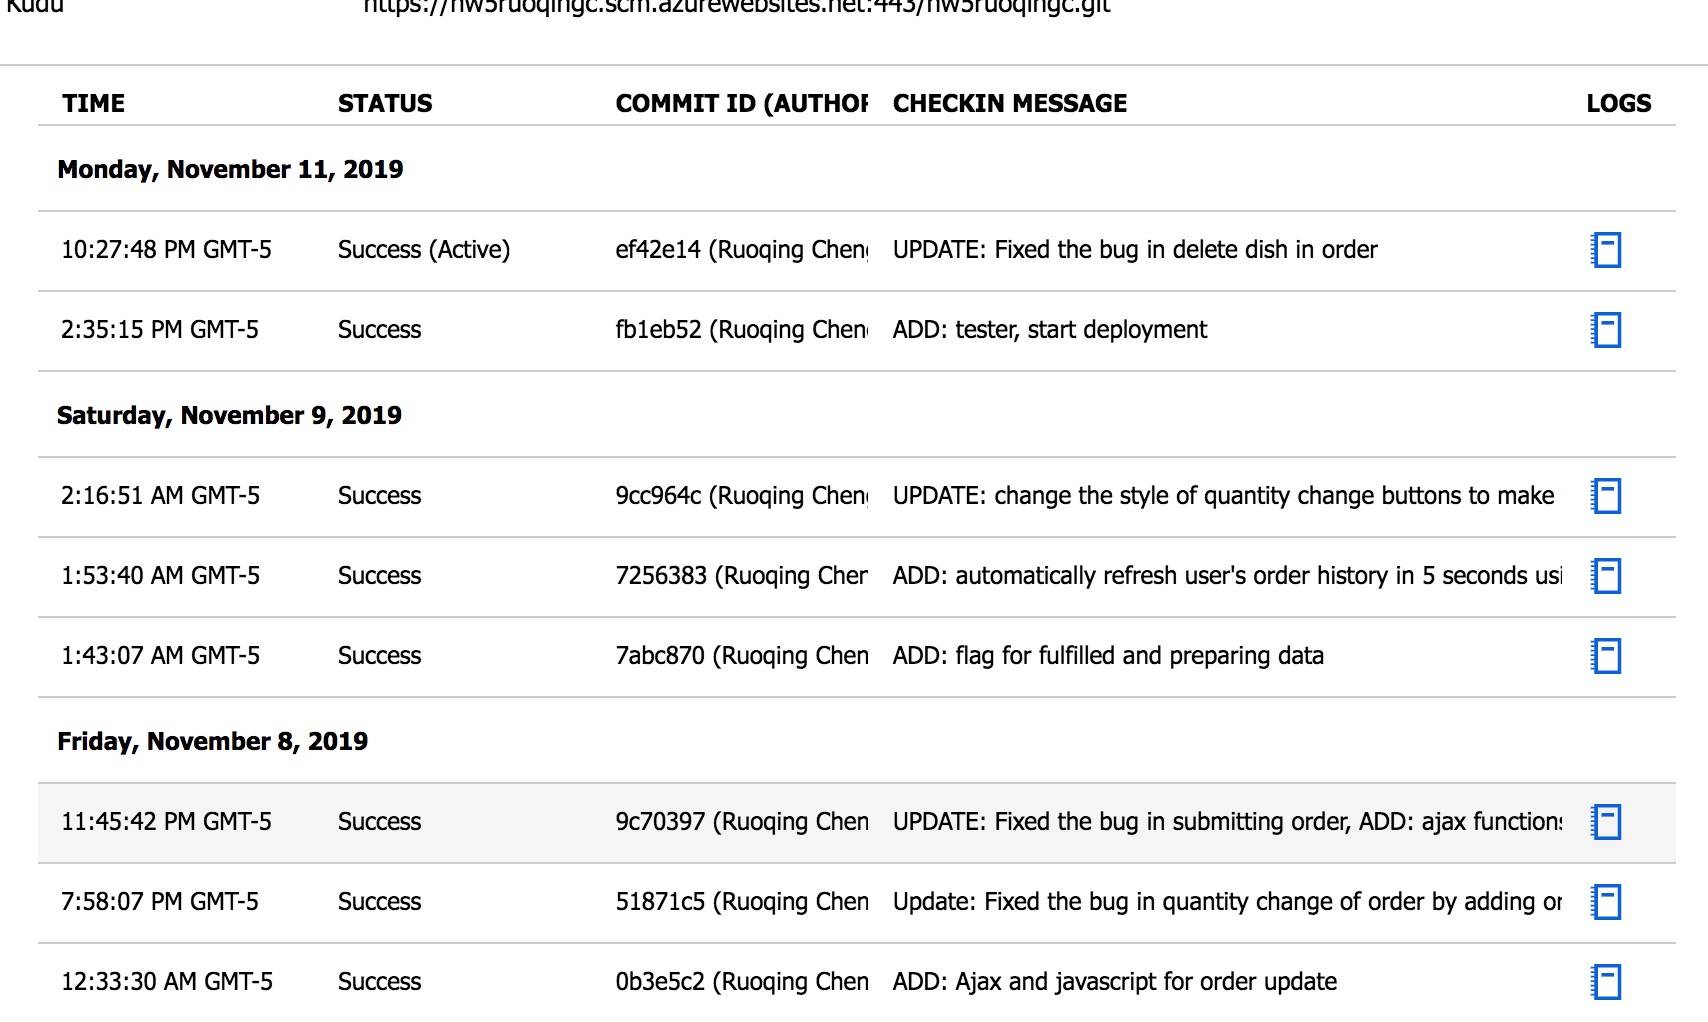 Kudu https://hw5ruoqingc.scm.azurewebsites.net:443/hw5ruoqingc.git
TIME STATUS COMMIT ID (AUTHOR CHECKIN MESSAGE LOGS
Monday, November 11, 2019
10:27:48 PM GMT-5 Success (Active) ef42e14 (Ruoqing Cheng UPDATE: Fixed the bug in delete dish in order
2:35:15 PM GMT-5 Success fb1eb52 (Ruoqing Cheng ADD: tester, start deployment
Saturday, November 9, 2019
2:16:51 AM GMT-5 Success 9cc964c (Ruoqing Cheng UPDATE: change the style of quantity change buttons to make
1:53:40 AM GMT-5 Success 7256383 (Ruoqing Chen ADD: automatically refresh user's order history in 5 seconds usi
1:43:07 AM GMT-5 Success 7abc870 (Ruoqing Chen ADD: flag for fulfilled and preparing data
Friday, November 8, 2019
11:45:42 PM GMT-5 Success 9c70397 (Ruoqing Chen UPDATE: Fixed the bug in submitting order, ADD: ajax functions
7:58:07 PM GMT-5 Success 51871c5 (Ruoqing Chen Update: Fixed the bug in quantity change of order by adding or
12:33:30 AM GMT-5 Success 0b3e5c2 (Ruoqing Chen ADD: Ajax and javascript for order update